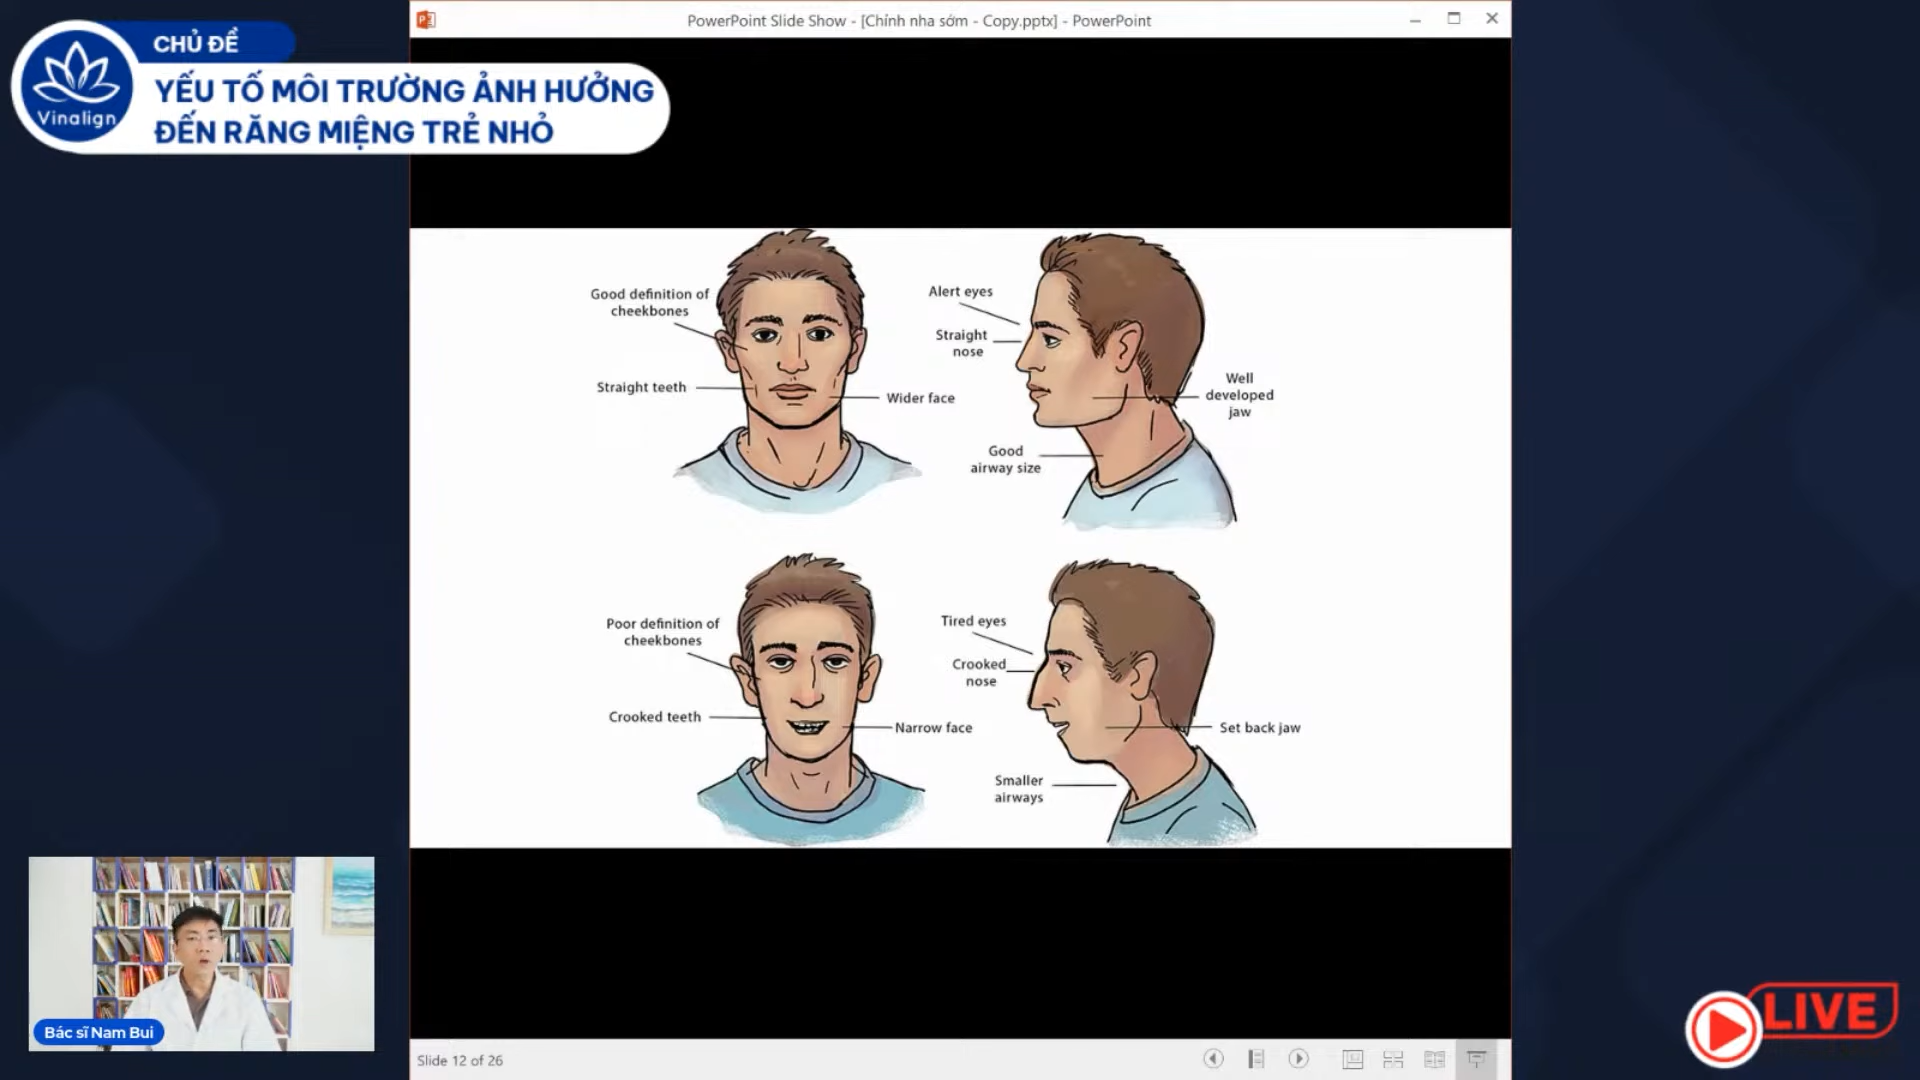 PowerPoint Slide Show - [Chỉnh nha sớm - Copy.pptx] - PowerPoint
CHỦ ĐỀ
YẾU TỐ MÔI TRƯỜNG ẢNH HƯỞNG
ĐẾN RĂNG MIỆNG TRẺ NHỎ
Vinalign
Good definition of
cheekbones
Straight teeth
Wider face
Alert eyes
Straight
nose
Well
developed
jaw
Good
airway size
Poor definition of
cheekbones
Crooked teeth
Narrow face
Tired eyes
Crooked
nose
Set back jaw
Smaller
airways
Bác sĩ Nam Bui
Slide 12 of 26
LIVE